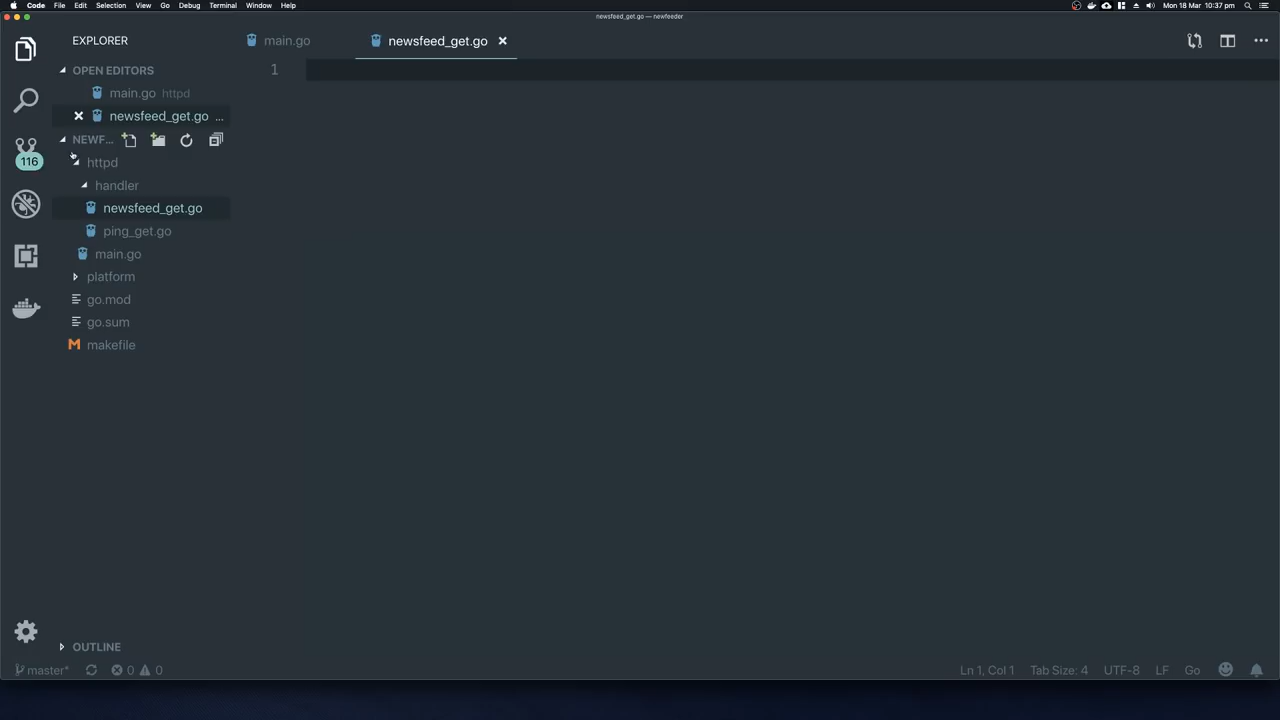 Code File Edit Selection View Go Debug Terminal Window Help Mon 18 Mar 10:37 pm
newsfeed_get.go — newfeeder
EXPLORER
main.go newsfeed_get.go
OPEN EDITORS
1
main.go httpd
newsfeed_get.go ...
NEWF...
httpd
116
handler
newsfeed_get.go
ping_get.go
main.go
platform
go.mod
go.sum
M makefile
OUTLINE
master* 0 0 Ln 1, Col 1 Tab Size: 4 UTF-8 LF Go